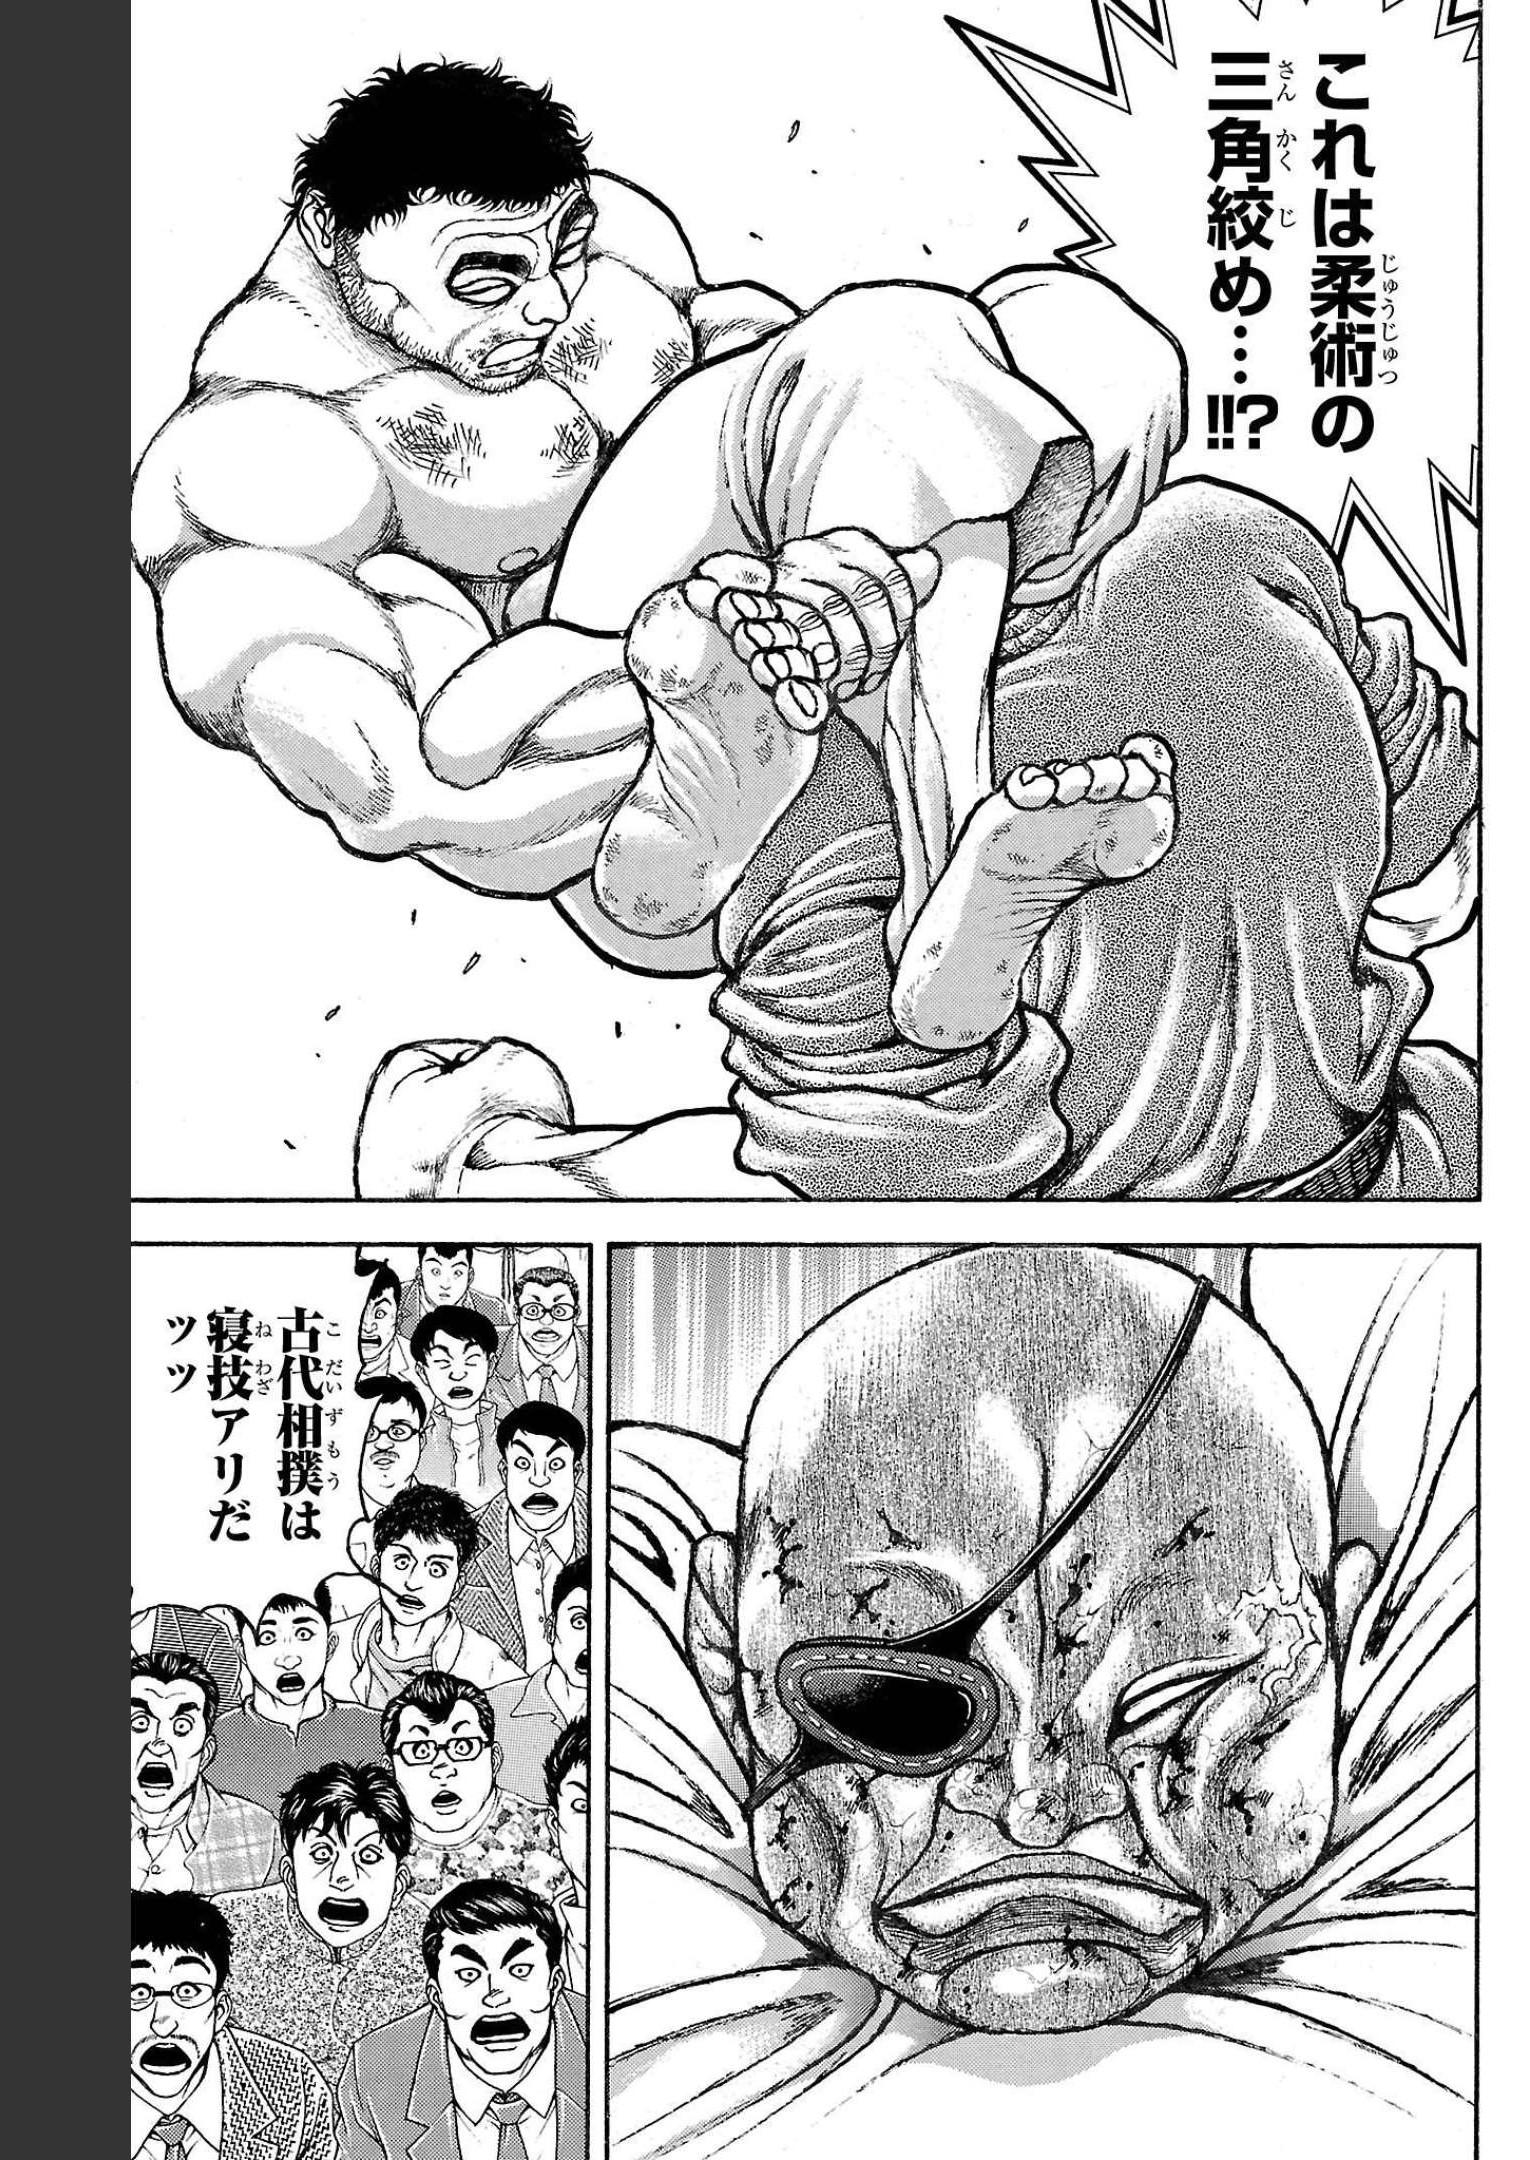 これは柔術の
三角絞め…!!?
古代相撲は
寝技アリだ
ッッ